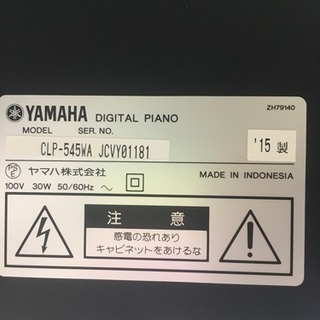 ZH79140
YAMAHA DIGITAL PIANO
MODEL SER. NO.
CLP-545WA JCVY01181
'15 製
ヤマハ株式会社
100V 30W 50/60Hz ~
MADE IN INDONESIA
注 意
感電の恐れあり
キャビネットをあけるな